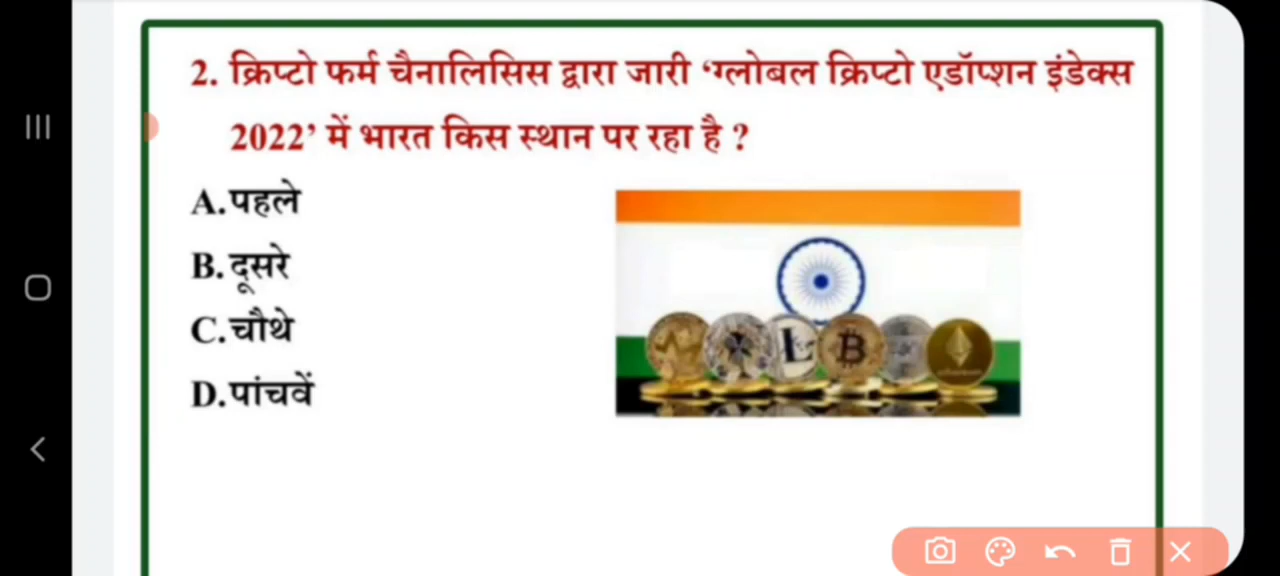 2. क्रिप्टो फर्म चैनालिसिस द्वारा जारी ‘ग्लोबल क्रिप्टो एडॉप्शन इंडेक्स
2022’ में भारत किस स्थान पर रहा है ?
A.पहले
B.दूसरे
C.चौथे
D.पांचवें